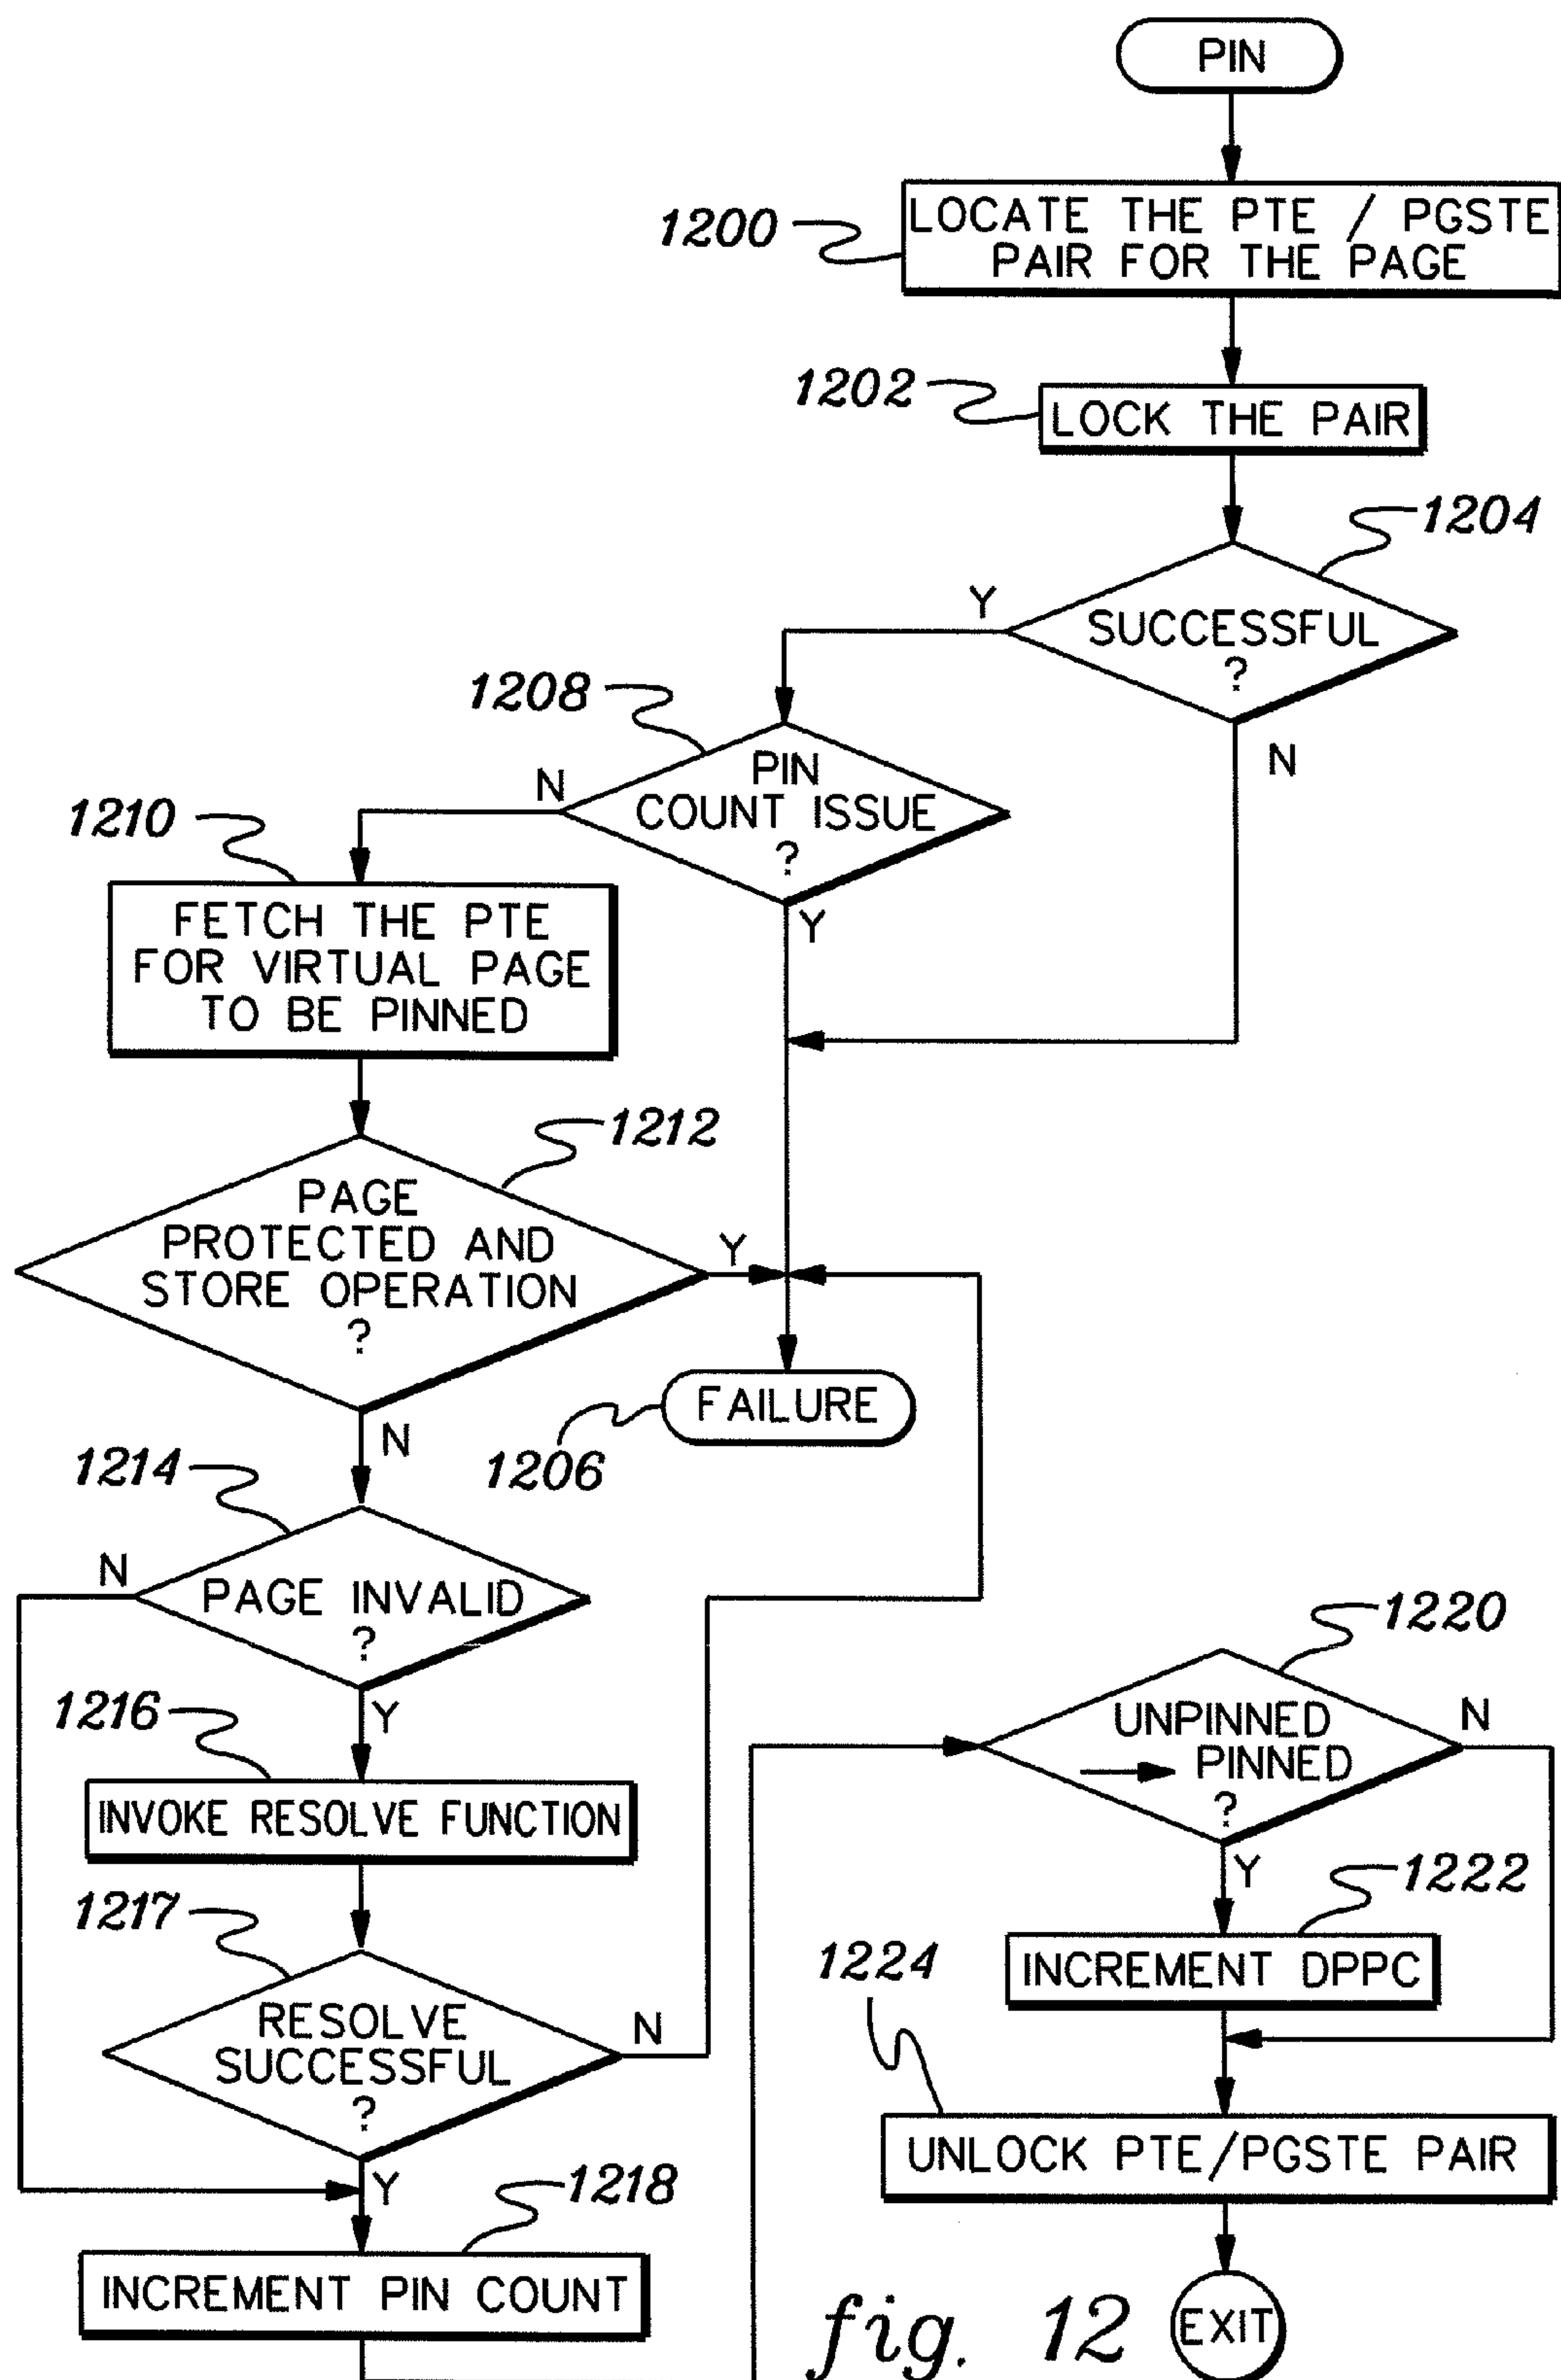 PIN
1200
LOCATE THE PTE / PGSTE
PAIR FOR THE PAGE
1202
LOCK THE PAIR
1204
SUCCESSFUL
?
Y
N
1208
PIN
COUNT ISSUE
?
N
Y
1210
FETCH THE PTE
FOR VIRTUAL PAGE
TO BE PINNED
1212
PAGE
PROTECTED AND
STORE OPERATION
?
Y
N
FAILURE
1206
1214
PAGE INVALID
?
N
Y
1216
INVOKE RESOLVE FUNCTION
1217
RESOLVE
SUCCESSFUL
?
N
Y
1218
INCREMENT PIN COUNT
1220
UNPINNED
→ PINNED
?
N
Y
1222
INCREMENT DPPC
1224
UNLOCK PTE/PGSTE PAIR
EXIT
fig. 12